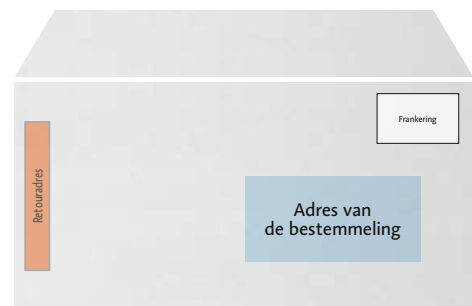 Frankering
Retouradres
Adres van
de bestemmeling